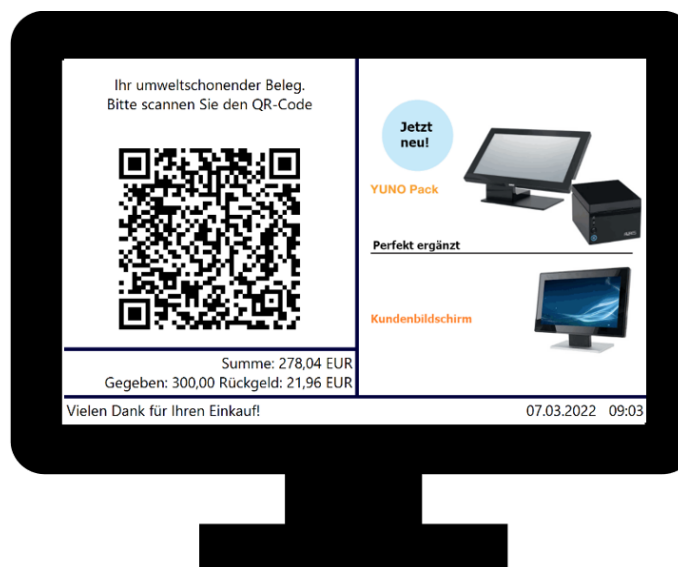 Ihr umweltschonender Beleg.
Bitte scannen Sie den QR-Code
Summe: 278,04 EUR
Gegeben: 300,00 Rückgeld: 21,96 EUR
Jetzt
neu!
YUNO Pack
Perfekt ergänzt
Kundenbildschirm
Vielen Dank für Ihren Einkauf!
07.03.2022 09:03